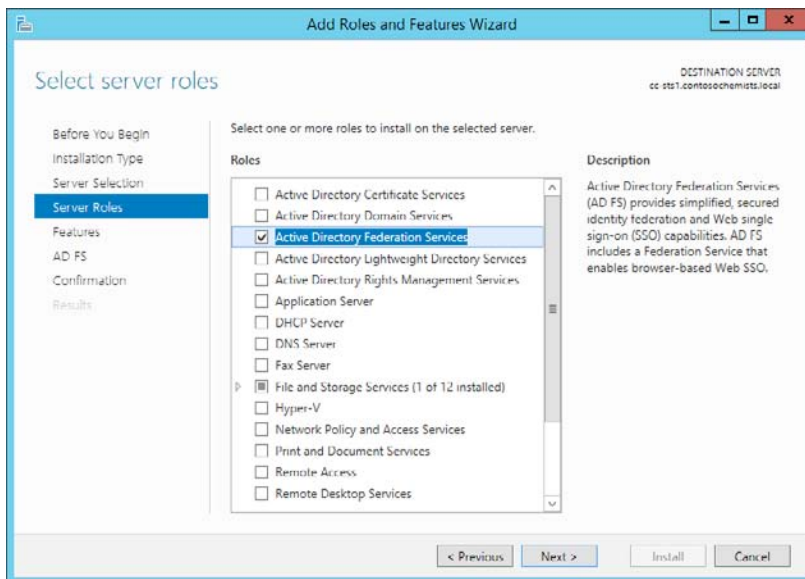 Add Roles and Features Wizard
Select server roles
DESTINATION SERVER
cc-sts1.contosochemists.local
Before You Begin
Installation Type
Server Selection
Server Roles
Features
AD FS
Confirmation
Results
Select one or more roles to install on the selected server.
Roles
Active Directory Certificate Services
Active Directory Domain Services
Active Directory Federation Services
Active Directory Lightweight Directory Services
Active Directory Rights Management Services
Application Server
DHCP Server
DNS Server
Fax Server
File and Storage Services (1 of 12 installed)
Hyper-V
Network Policy and Access Services
Print and Document Services
Remote Access
Remote Desktop Services
Description
Active Directory Federation Services
(AD FS) provides simplified, secured
identity federation and Web single
sign-on (SSO) capabilities. AD FS
includes a Federation Service that
enables browser-based Web SSO.
< Previous
Next >
Install
Cancel